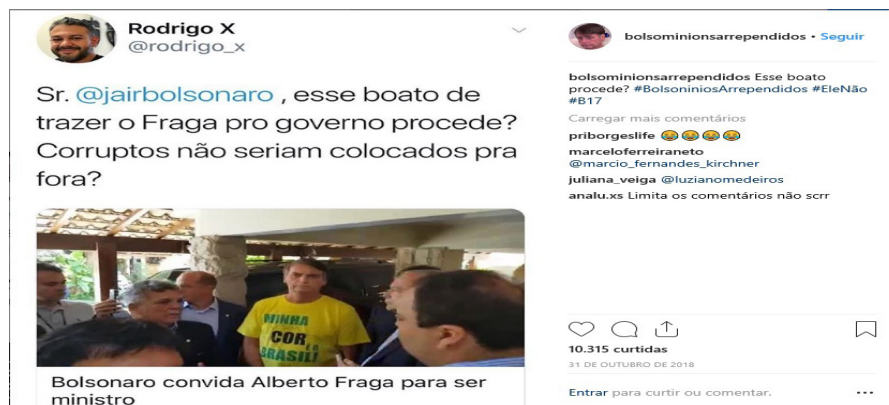 Rodrigo X
@rodrigo_x
Sr. @jairbolsonaro , esse boato de
trazer o Fraga pro governo procede?
Corruptos não seriam colocados pra
fora?
MINHA
COR É
BRASIL!
Bolsonaro convida Alberto Fraga para ser
ministro
bolsominionsarrependidos • Seguir
bolsominionsarrependidos Esse boato
procede? #BolsoniniosArrependidos #EleNão
#B17
Carregar mais comentários
priborgeslife 😂😂😂😂
marceloferreiraneto
@marcio_fernandes_kirchner
juliana_veiga @luzianomedeiros
analu.xs Limita os comentários não scrr
10.315 curtidas
31 DE OUTUBRO DE 2018
Entrar para curtir ou comentar.